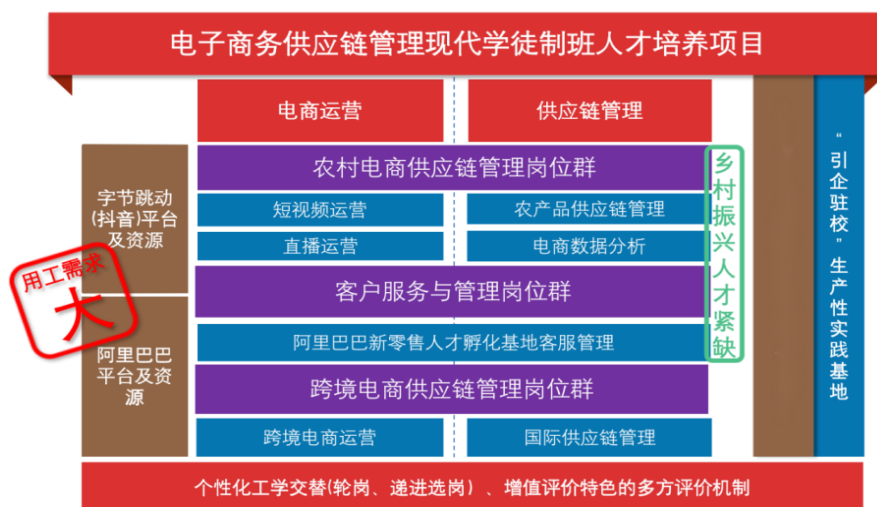 电子商务供应链管理现代学徒制班人才培养项目
电商运营
供应链管理
农村电商供应链管理岗位群
字节跳动
(抖音)平台
及资源
短视频运营
农产品供应链管理
直播运营
电商数据分析
乡村振兴人才紧缺
“引企驻校”生产性实践基地
用工需求
大
客户服务与管理岗位群
阿里巴巴新零售人才孵化基地客服管理
阿里巴巴
平台及资
源
跨境电商供应链管理岗位群
跨境电商运营
国际供应链管理
个性化工学交替(轮岗、递进选岗）、增值评价特色的多方评价机制